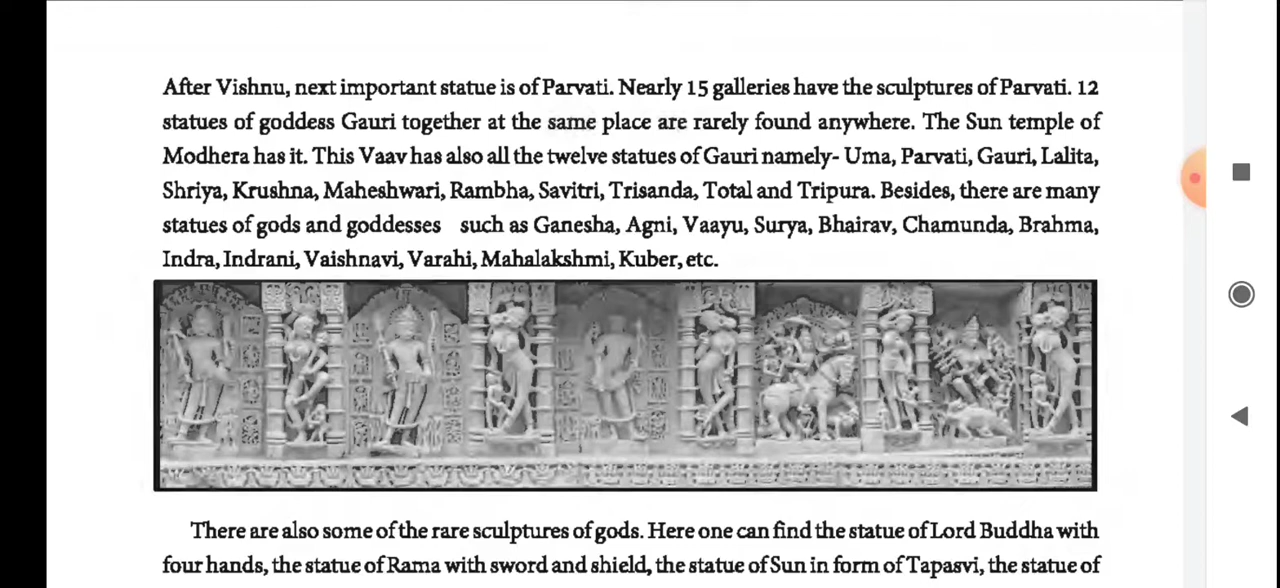 After Vishnu, next important statue is of Parvati. Nearly 15 galleries have the sculptures of Parvati. 12
statues of goddess Gauri together at the same place are rarely found anywhere. The Sun temple of
Modhera has it. This Vaav has also all the twelve statues of Gauri namely- Uma, Parvati, Gauri, Lalita,
Shriya, Krushna, Maheshwari, Rambha, Savitri, Trisanda, Total and Tripura. Besides, there are many
statues of gods and goddesses such as Ganesha, Agni, Vaayu, Surya, Bhairav, Chamunda, Brahma,
Indra, Indrani, Vaishnavi, Varahi, Mahalakshmi, Kuber, etc.
There are also some of the rare sculptures of gods. Here one can find the statue of Lord Buddha with
four hands, the statue of Rama with sword and shield, the statue of Sun in form of Tapasvi, the statue of